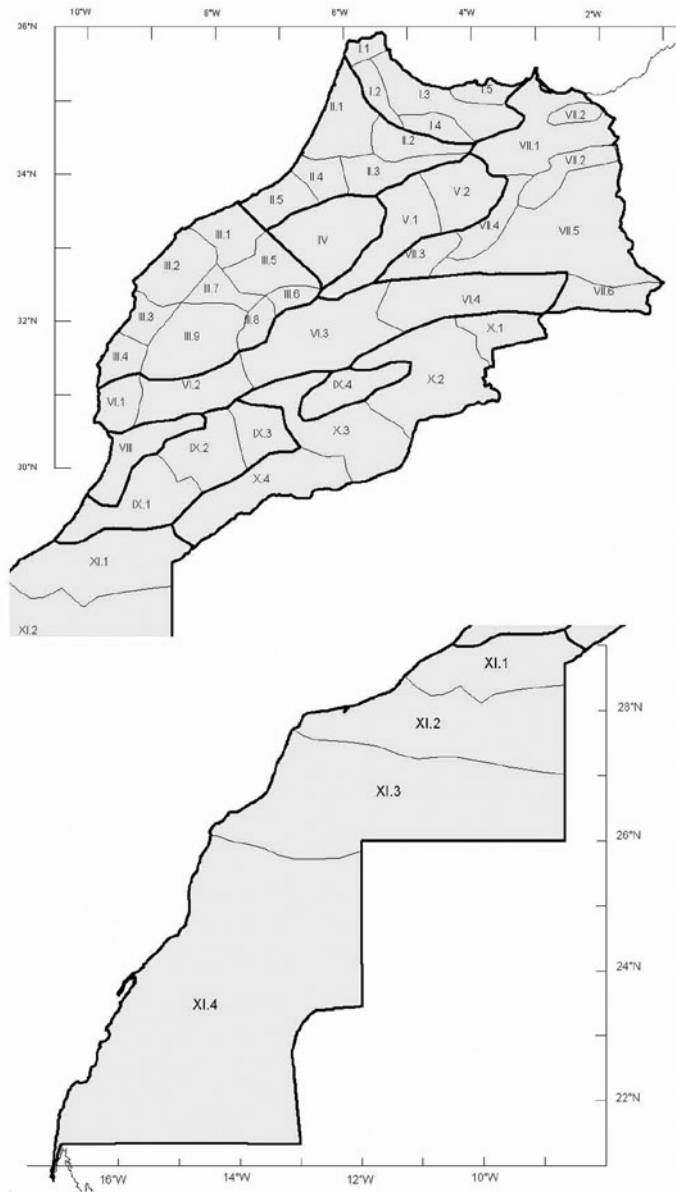 10°W 8°W 6°W 4°W 2°W
36°N
I.1
I.2 I.3 I.5
II.1 VII.2
I.4
II.2 VII.1
34°N VII.2
II.4 II.3
II.5 V.2
V.1 VII.4
III.1 IV VII.5
III.5 VII.3
III.2
III.7
III.6 VI.4 VII.6
III.3 III.8
32°N X.1
III.9 VI.3
III.4
IX.4 X.2
VI.1 VI.2
IX.3 X.3
30°N VIII IX.2
X.4
IX.1
XI.1
XI.2
XI.1
28°N
XI.2
XI.3
26°N
24°N
XI.4
22°N
16°W 14°W 12°W 10°W